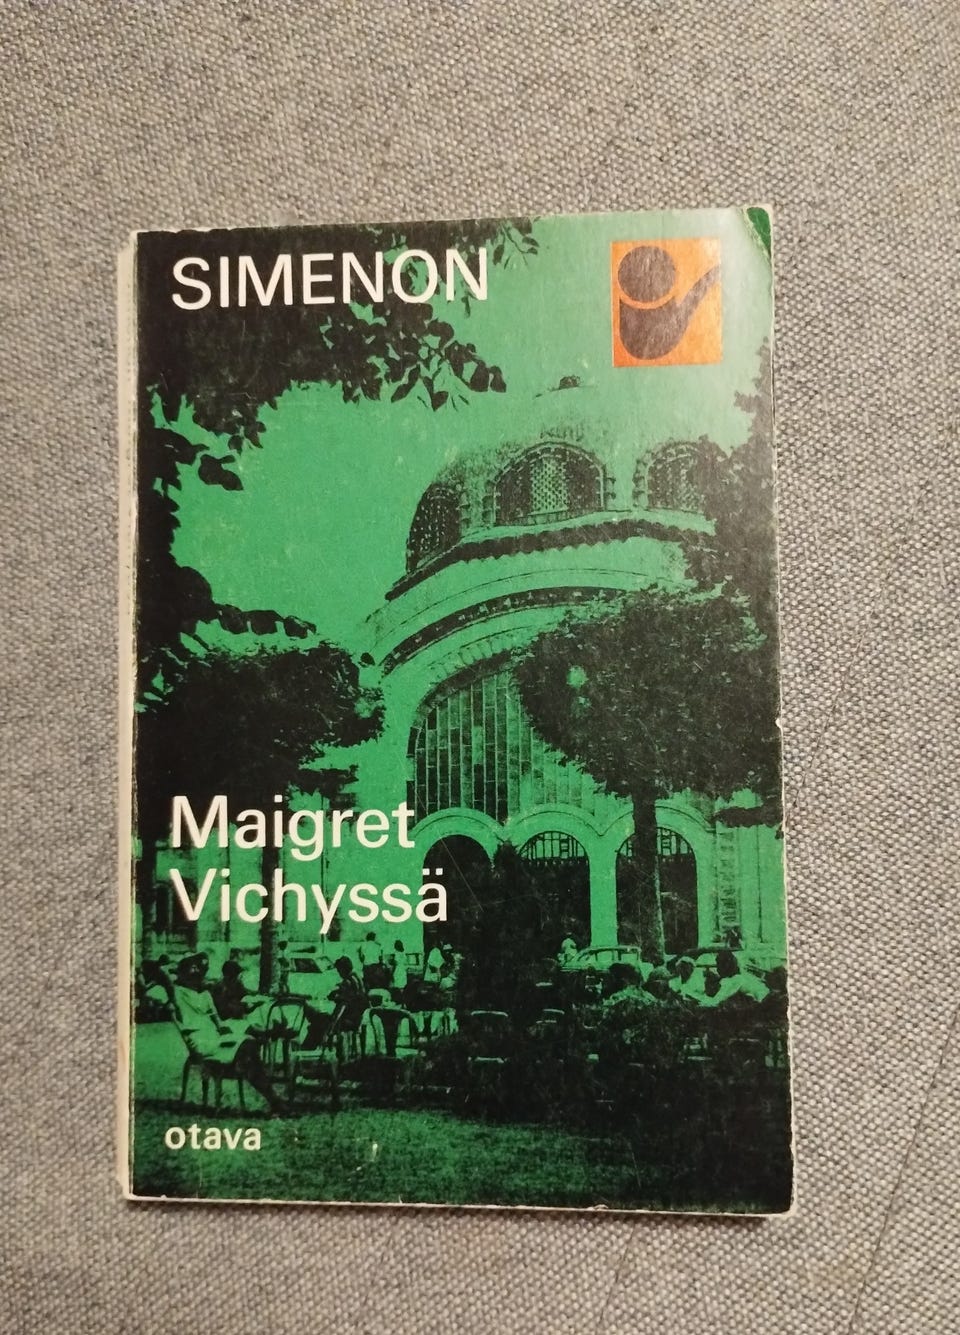 SIMENON
Maigret
Vichyssä
otava